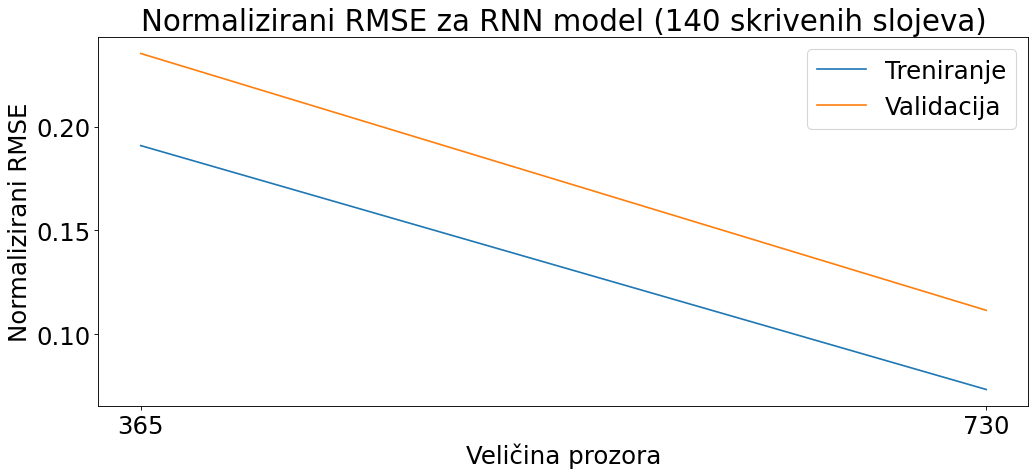 Normalizirani RMSE za RNN model (140 skrivenih slojeva)
Treniranje
Validacija
Normalizirani RMSE
0.20
0.15
0.10
365
730
Veličina prozora